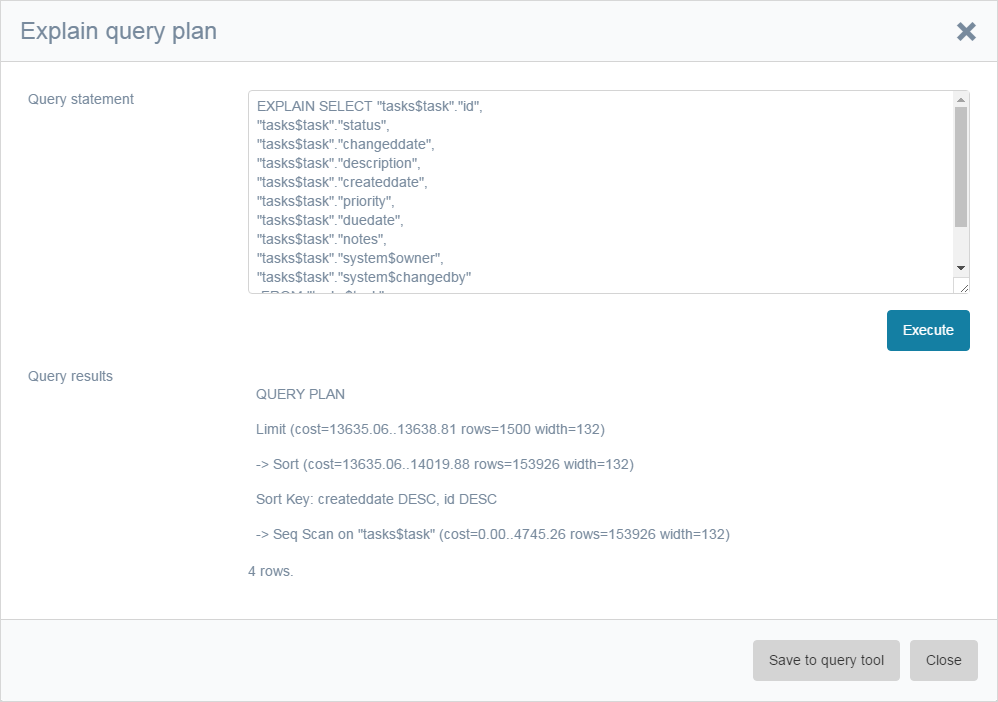 Explain query plan
Query statement
EXPLAIN SELECT "tasks$task"."id",
"tasks$task"."status",
"tasks$task"."changeddate",
"tasks$task"."description",
"tasks$task"."createddate",
"tasks$task"."priority",
"tasks$task"."duedate",
"tasks$task"."notes",
"tasks$task"."system$owner",
"tasks$task"."system$changedby"
Execute
Query results
QUERY PLAN
Limit (cost=13635.06..13638.81 rows=1500 width=132)
-> Sort (cost=13635.06..14019.88 rows=153926 width=132)
Sort Key: createddate DESC, id DESC
-> Seq Scan on "tasks$task" (cost=0.00..4745.26 rows=153926 width=132)
4 rows.
Save to query tool
Close